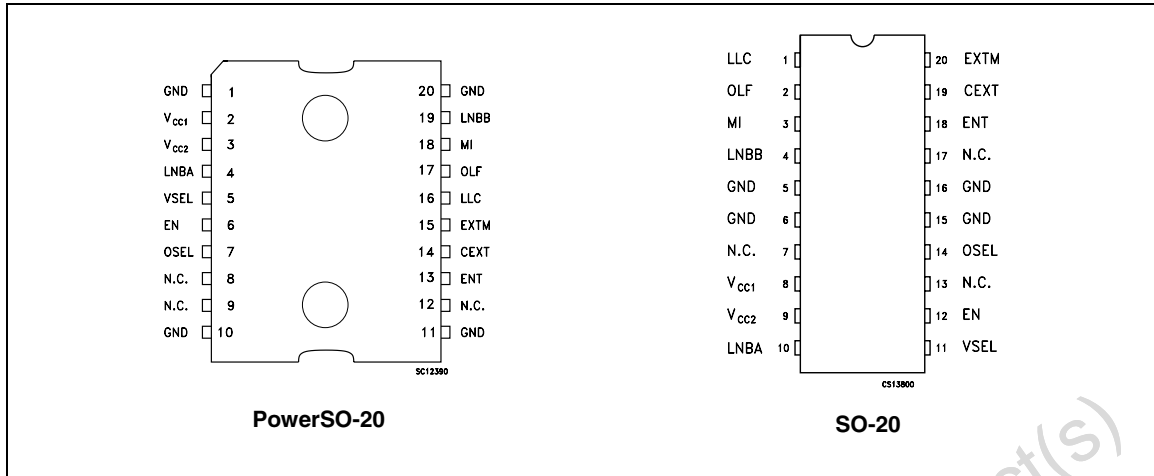 GND 1 20 GND
VCC1 2 19 LNBB
VCC2 3 18 MI
LNBA 4 17 OLF
VSEL 5 16 LLC
EN 6 15 EXTM
OSEL 7 14 CEXT
N.C. 8 13 ENT
N.C. 9 12 N.C.
GND 10 11 GND
SC12390
PowerSO-20
LLC 1 20 EXTM
OLF 2 19 CEXT
MI 3 18 ENT
LNBB 4 17 N.C.
GND 5 16 GND
GND 6 15 GND
N.C. 7 14 OSEL
VCC1 8 13 N.C.
VCC2 9 12 EN
LNBA 10 11 VSEL
CS13800
SO-20